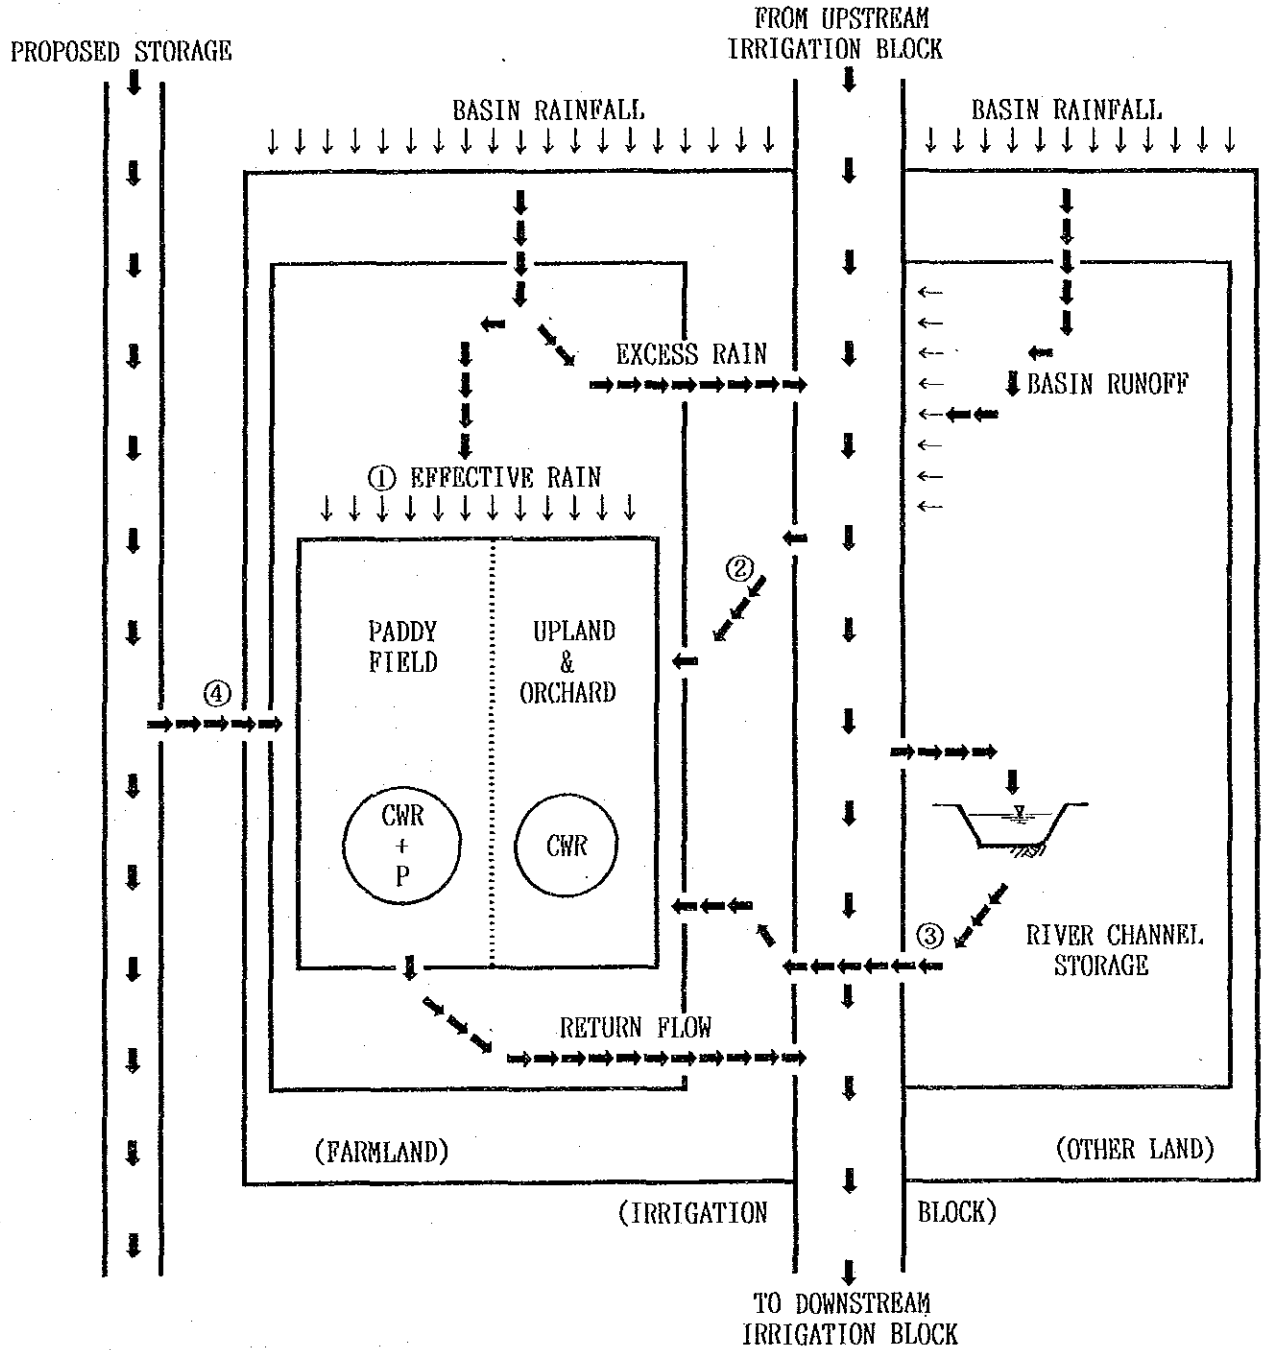 FROM UPSTREAM
IRRIGATION BLOCK
PROPOSED STORAGE
BASIN RAINFALL
BASIN RAINFALL
EXCESS RAIN
BASIN RUNOFF
① EFFECTIVE RAIN
②
PADDY
FIELD
UPLAND
&
ORCHARD
④
CWR
+
P
CWR
③
RIVER CHANNEL
STORAGE
RETURN FLOW
(FARMLAND)
(OTHER LAND)
(IRRIGATION BLOCK)
TO DOWNSTREAM
IRRIGATION BLOCK